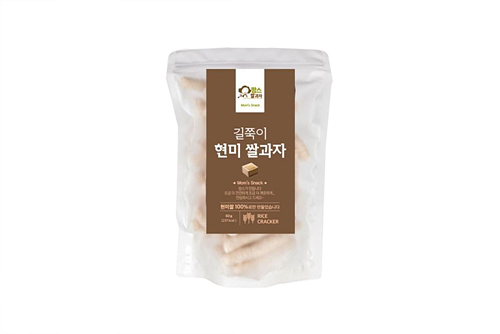 맘스
쌀과자
Mom's Snack
길쭉이
현미 쌀과자
Mom's Snack
현미쌀 100%로만 만들었습니다
RICE
CRACKER